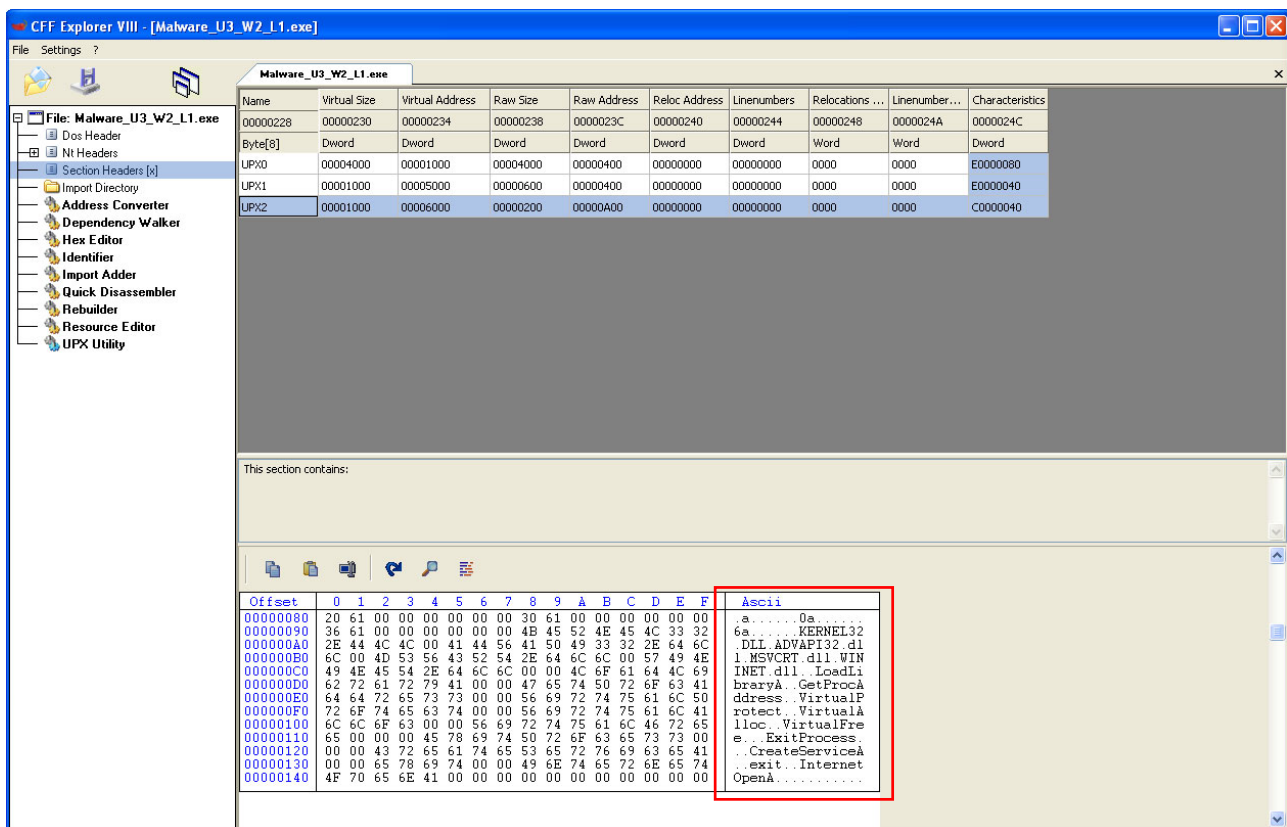 CFF Explorer VIII - [Malware_U3_W2_L1.exe]
File Settings ?
Malware_U3_W2_L1.exe
File: Malware_U3_W2_L1.exe
Dos Header
Nt Headers
Section Headers [x]
Import Directory
Address Converter
Dependency Walker
Hex Editor
Identifier
Import Adder
Quick Disassembler
Rebuilder
Resource Editor
UPX Utility
Name Virtual Size Virtual Address Raw Size Raw Address Reloc Address Linenumbers Relocations ... Linenumber... Characteristics
00000228 00000230 00000234 00000238 0000023C 00000240 00000244 00000248 0000024A 0000024C
Byte[8] Dword Dword Dword Dword Dword Dword Word Word Dword
UPX0 00004000 00001000 00004000 00000400 00000000 00000000 0000 0000 E0000080
UPX1 00001000 00005000 00000600 00000400 00000000 00000000 0000 0000 E0000040
UPX2 00001000 00006000 00000200 00000A00 00000000 00000000 0000 0000 C0000040
This section contains:
Offset 0 1 2 3 4 5 6 7 8 9 A B C D E F Ascii
00000080 20 61 00 00 00 00 00 00 30 61 00 00 00 00 00 00 .a......0a......
00000090 36 61 00 00 00 00 00 00 4B 45 52 4E 45 4C 33 32 6a......KERNEL32
000000A0 2E 44 4C 4C 00 41 44 56 41 50 49 33 32 2E 64 6C .DLL.ADVAPI32.dl
000000B0 6C 00 4D 53 56 43 52 54 2E 64 6C 6C 00 57 49 4E l.MSVCRT.dll.WIN
000000C0 49 4E 45 54 2E 64 6C 6C 00 00 4C 6F 61 64 4C 69 INET.dll..LoadLi
000000D0 62 72 61 72 79 41 00 00 47 65 74 50 72 6F 63 41 braryA..GetProcA
000000E0 64 64 72 65 73 73 00 00 56 69 72 74 75 61 6C 50 ddress..VirtualP
000000F0 72 6F 74 65 63 74 00 00 56 69 72 74 75 61 6C 41 rotect..VirtualA
00000100 6C 6C 6F 63 00 00 56 69 72 74 75 61 6C 46 72 65 lloc..VirtualFre
00000110 65 00 00 00 45 78 69 74 50 72 6F 63 65 73 73 00 e...ExitProcess.
00000120 00 00 43 72 65 61 74 65 53 65 72 76 69 63 65 41 ..CreateServiceA
00000130 00 00 65 78 69 74 00 00 49 6E 74 65 72 6E 65 74 ..exit..Internet
00000140 4F 70 65 6E 41 00 00 00 00 00 00 00 00 00 00 00 OpenA...........